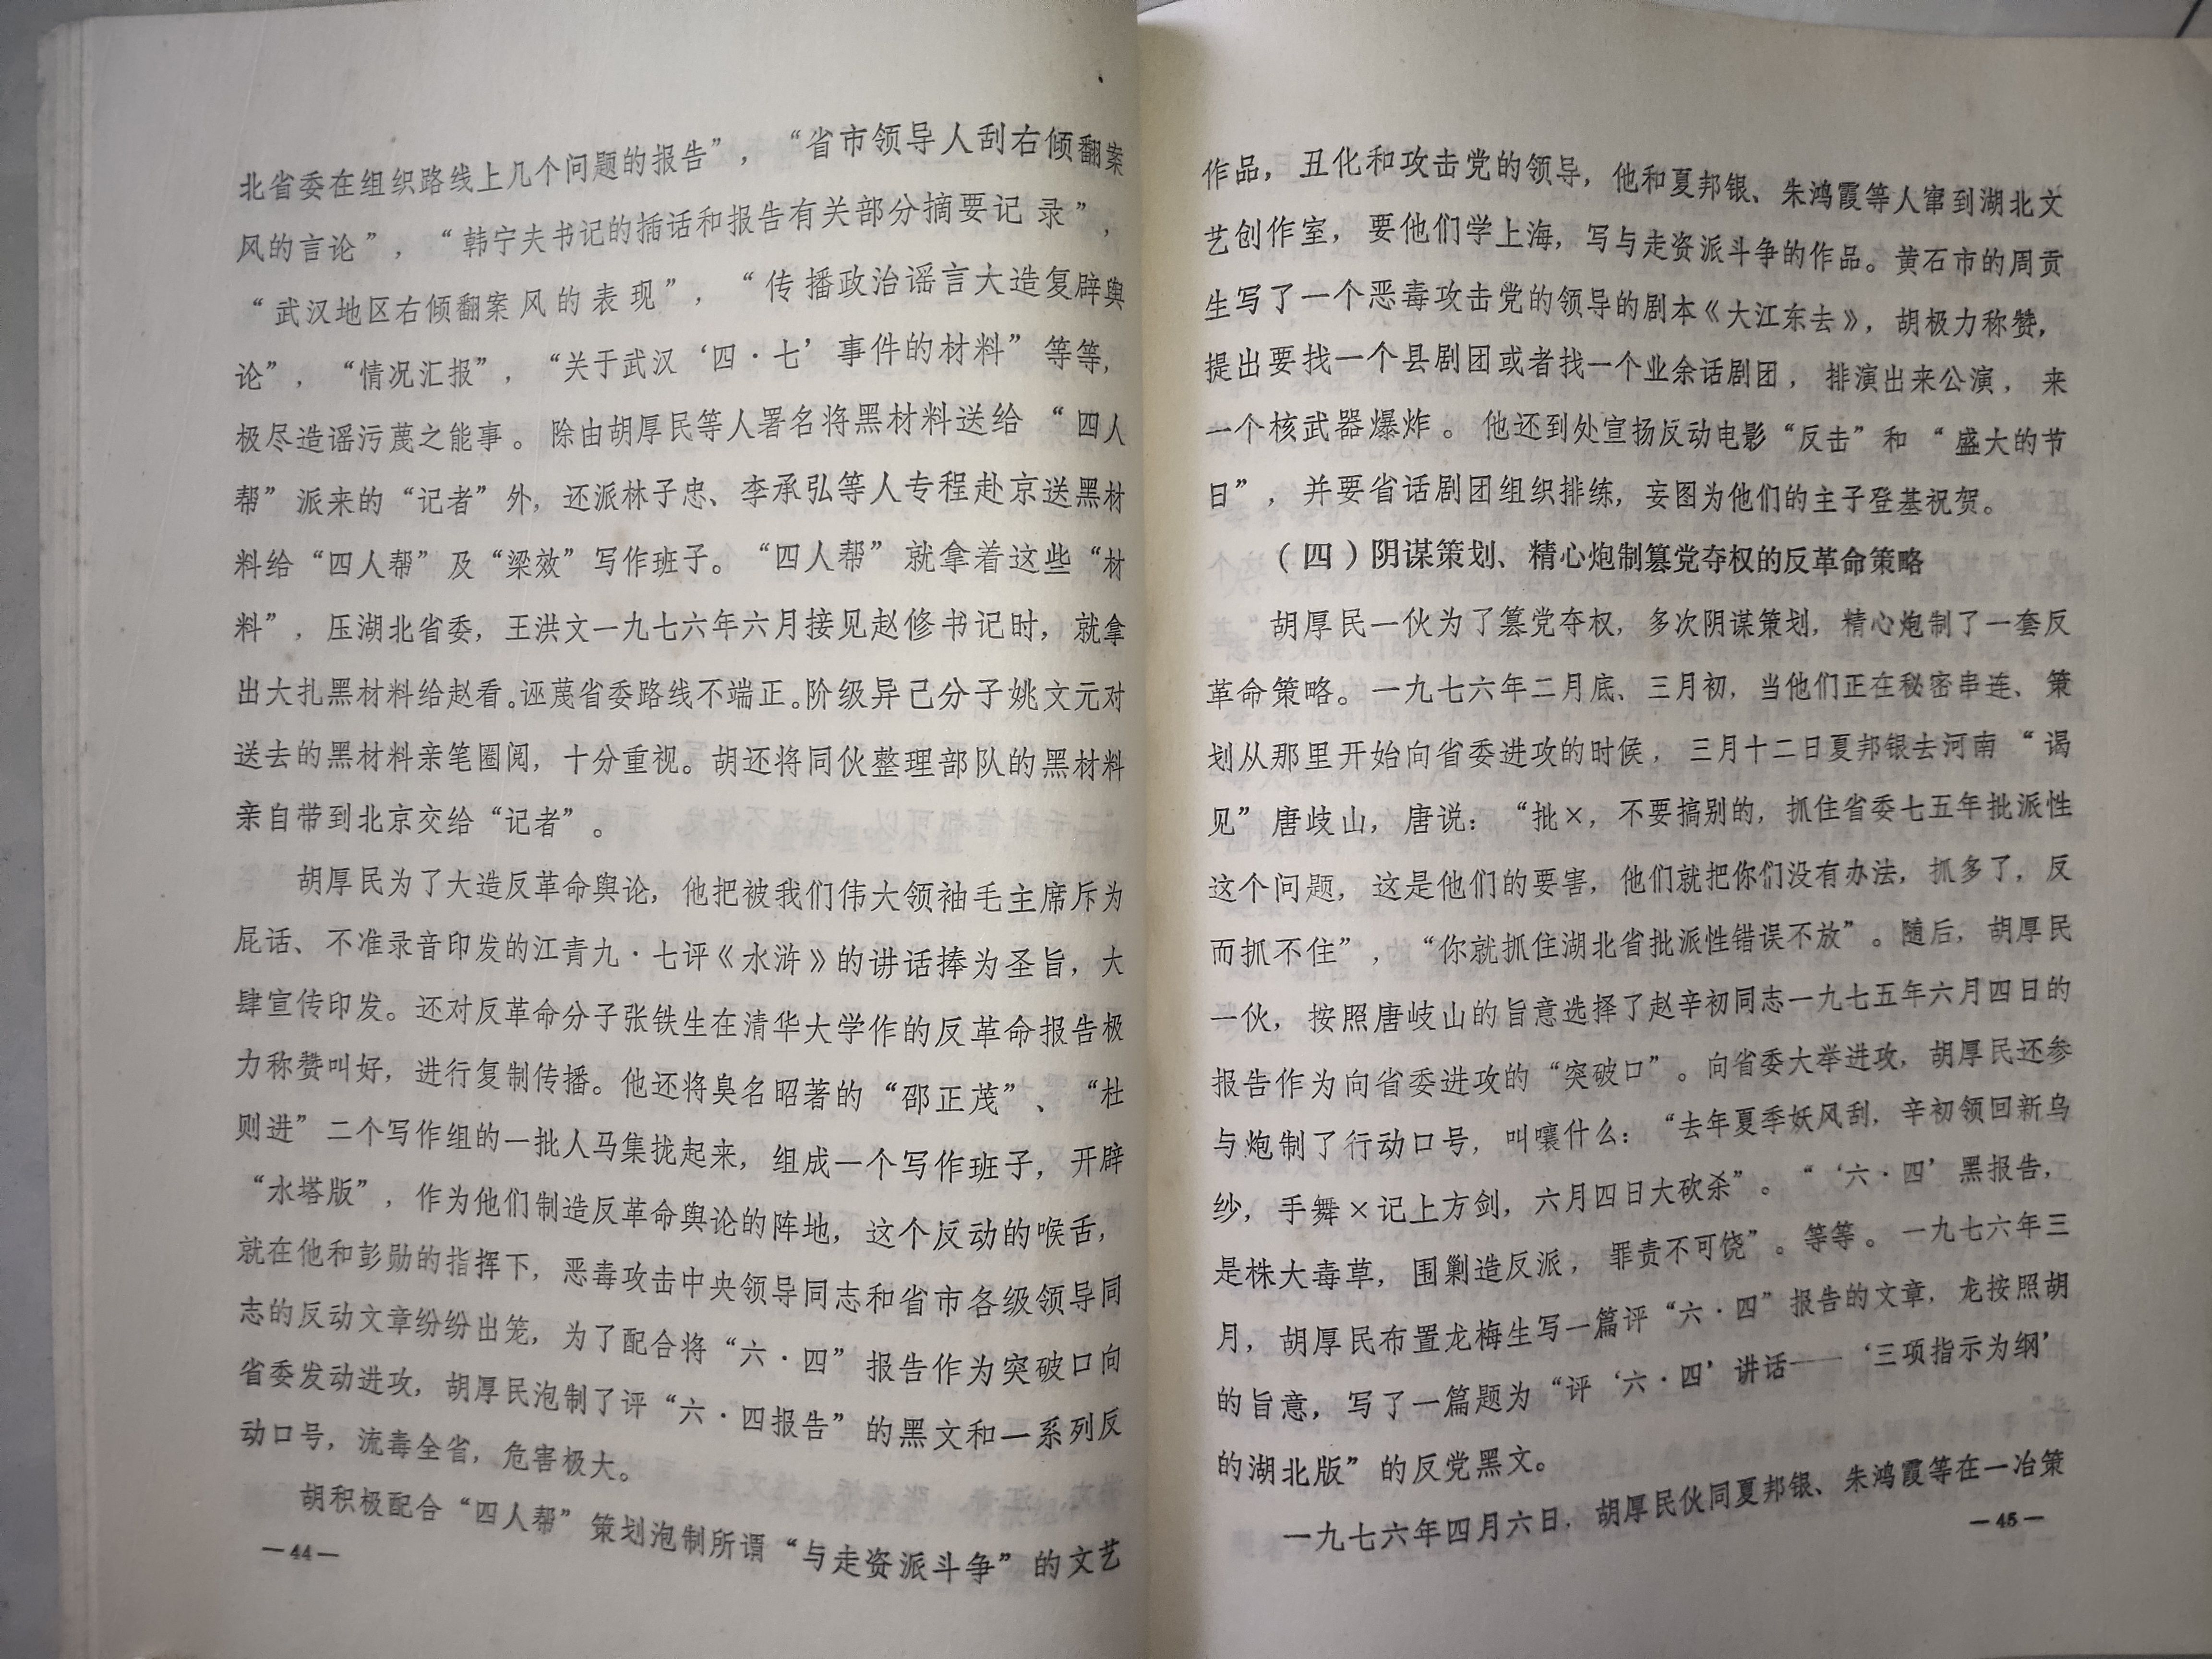 北省委在组织路线上几个问题的报告”，“省市领导人刮右倾翻案
风的言论”，“韩宁夫书记的插话和报告有关部分摘要记录”，
“武汉地区右倾翻案风的表现”，“传播政治谣言大造复辟舆
论”，“情况汇报”，“关于武汉‘四·七’事件的材料”等等，
极尽造谣污蔑之能事。除由胡厚民等人署名将黑材料送给“四人
帮”派来的“记者”外，还派林子忠、李承弘等人专程赴京送黑材
料给“四人帮”及“梁效”写作班子。“四人帮”就拿着这些“材
料”，压湖北省委，王洪文一九七六年六月接见赵修书记时，就拿
出大扎黑材料给赵看。诬蔑省委路线不端正。阶级异己分子姚文元对
送去的黑材料亲笔圈阅，十分重视。胡还将同伙整理部队的黑材料
亲自带到北京交给“记者”。
胡厚民为了大造反革命舆论，他把被我们伟大领袖毛主席斥为
屁话、不准录音印发的江青九·七评《水浒》的讲话捧为圣旨，大
肆宣传印发。还对反革命分子张铁生在清华大学作的反革命报告极
力称赞叫好，进行复制传播。他还将臭名昭著的“邵正茂”、“杜
则进”二个写作组的一批人马集拢起来，组成一个写作班子，开辟
“水塔版”，作为他们制造反革命舆论的阵地，这个反动的喉舌，
就在他和彭勋的指挥下，恶毒攻击中央领导同志和省市各级领导同
志的反动文章纷纷出笼，为了配合将“六·四”报告作为突破口向
省委发动进攻，胡厚民泡制了评“六·四报告”的黑文和一系列反
动口号，流毒全省，危害极大。
胡积极配合“四人帮”策划泡制所谓“与走资派斗争”的文艺
—44—
作品，丑化和攻击党的领导，他和夏邦银、朱鸿霞等人窜到湖北文
艺创作室，要他们学上海，写与走资派斗争的作品。黄石市的周贡
生写了一个恶毒攻击党的领导的剧本《大江东去》，胡极力称赞，
提出要找一个县剧团或者找一个业余话剧团，排演出来公演，来
一个核武器爆炸。他还到处宣扬反动电影“反击”和“盛大的节
日”，并要省话剧团组织排练，妄图为他们的主子登基祝贺。
（四）阴谋策划、精心炮制篡党夺权的反革命策略
胡厚民一伙为了篡党夺权，多次阴谋策划，精心炮制了一套反
革命策略。一九七六年二月底、三月初，当他们正在秘密串连、策
划从那里开始向省委进攻的时候，三月十二日夏邦银去河南“谒
见”唐歧山，唐说：“批×，不要搞别的，抓住省委七五年批派性
这个问题，这是他们的要害，他们就把你们没有办法，抓多了，反
而抓不住”，“你就抓住湖北省批派性错误不放”。随后，胡厚民
一伙，按照唐歧山的旨意选择了赵辛初同志一九七五年六月四日的
报告作为向省委进攻的“突破口”。向省委大举进攻，胡厚民还参
与炮制了行动口号，叫嚷什么：“去年夏季妖风刮，辛初领回新乌
纱，手舞×记上方剑，六月四日大砍杀”。“‘六·四’黑报告，
是株大毒草，围剿造反派，罪责不可饶”。等等。一九七六年三
月，胡厚民布置龙梅生写一篇评“六·四”报告的文章，龙按照胡
的旨意，写了一篇题为“评‘六·四’讲话——‘三项指示为纲’
的湖北版”的反党黑文。
一九七六年四月六日，胡厚民伙同夏邦银、朱鸿霞等在一冶策
—45—